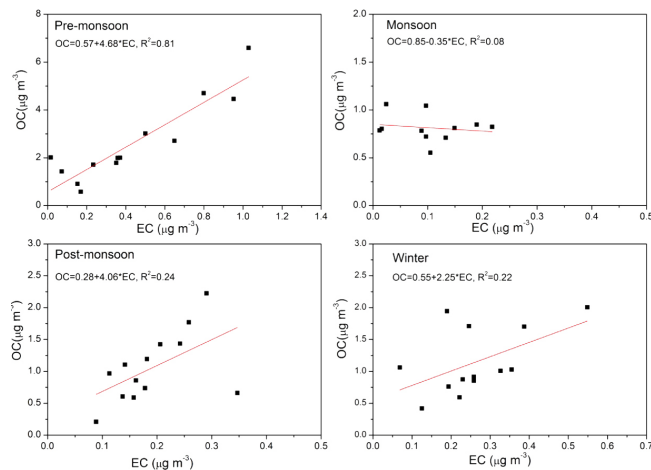 Pre-monsoon
OC=0.57+4.68*EC, R²=0.81
8
6
4
2
0
OC(μg m⁻³)
0.0 0.2 0.4 0.6 0.8 1.0 1.2 1.4
EC (μg m⁻³)
Monsoon
OC=0.85-0.35*EC, R²=0.08
2.0
1.5
1.0
0.5
0.0
OC(μg m⁻³)
0.0 0.1 0.2 0.3 0.4 0.5
EC (μg m⁻³)
Post-monsoon
OC=0.28+4.06*EC, R²=0.24
3.0
2.5
2.0
1.5
1.0
0.5
0.0
OC(μg m⁻³)
0.0 0.1 0.2 0.3 0.4 0.5
EC (μg m⁻³)
Winter
OC=0.55+2.25*EC, R²=0.22
3.0
2.5
2.0
1.5
1.0
0.5
0.0
OC(μg m⁻³)
0.0 0.1 0.2 0.3 0.4 0.5 0.6 0.7
EC (μg m⁻³)